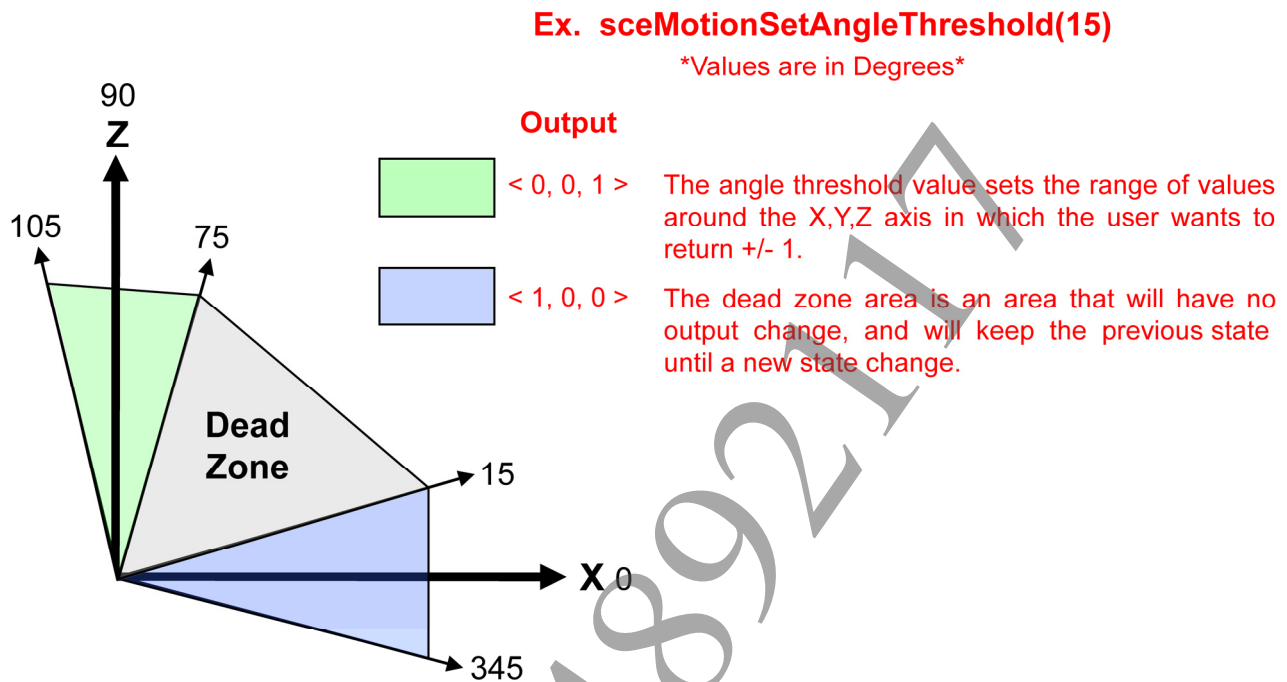 Ex. sceMotionSetAngleThreshold(15)
*Values are in Degrees*
90
Z
Output
< 0, 0, 1 >
The angle threshold value sets the range of values
around the X,Y,Z axis in which the user wants to
return +/- 1.
105
75
< 1, 0, 0 >
The dead zone area is an area that will have no
output change, and will keep the previous state
until a new state change.
Dead
Zone
15
X 0
345
4892117